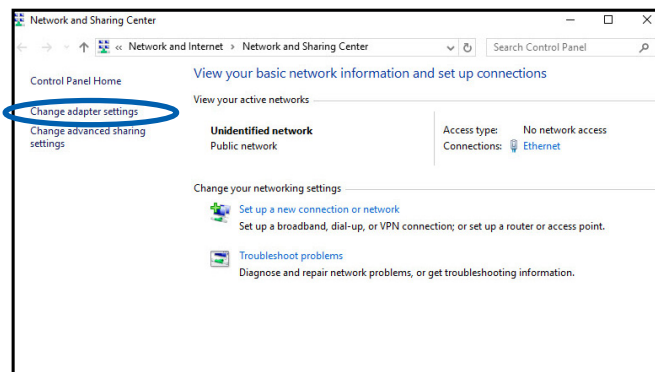 Network and Sharing Center
« Network and Internet › Network and Sharing Center
Search Control Panel
Control Panel Home
Change adapter settings
Change advanced sharing
settings
View your basic network information and set up connections
View your active networks
Unidentified network
Public network
Access type: No network access
Connections: Ethernet
Change your networking settings
Set up a new connection or network
Set up a broadband, dial-up, or VPN connection; or set up a router or access point.
Troubleshoot problems
Diagnose and repair network problems, or get troubleshooting information.